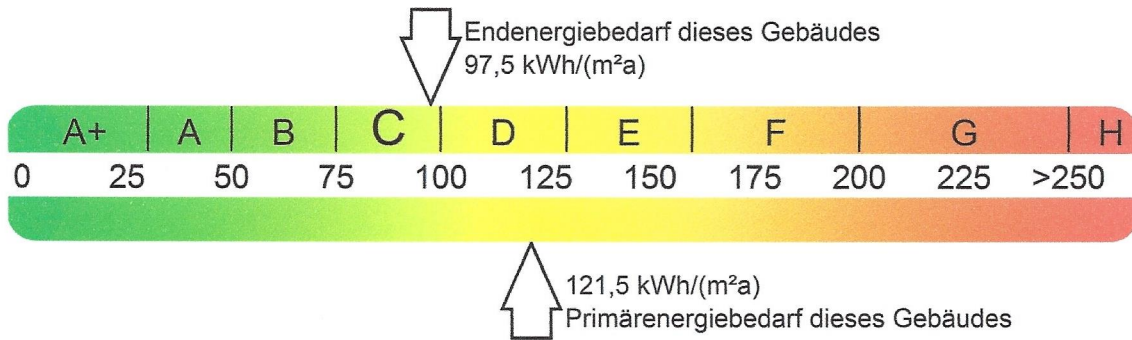 Endenergiebedarf dieses Gebäudes
97,5 kWh/(m²a)
A+ A B C D E F G H
0 25 50 75 100 125 150 175 200 225 >250
121,5 kWh/(m²a)
Primärenergiebedarf dieses Gebäudes